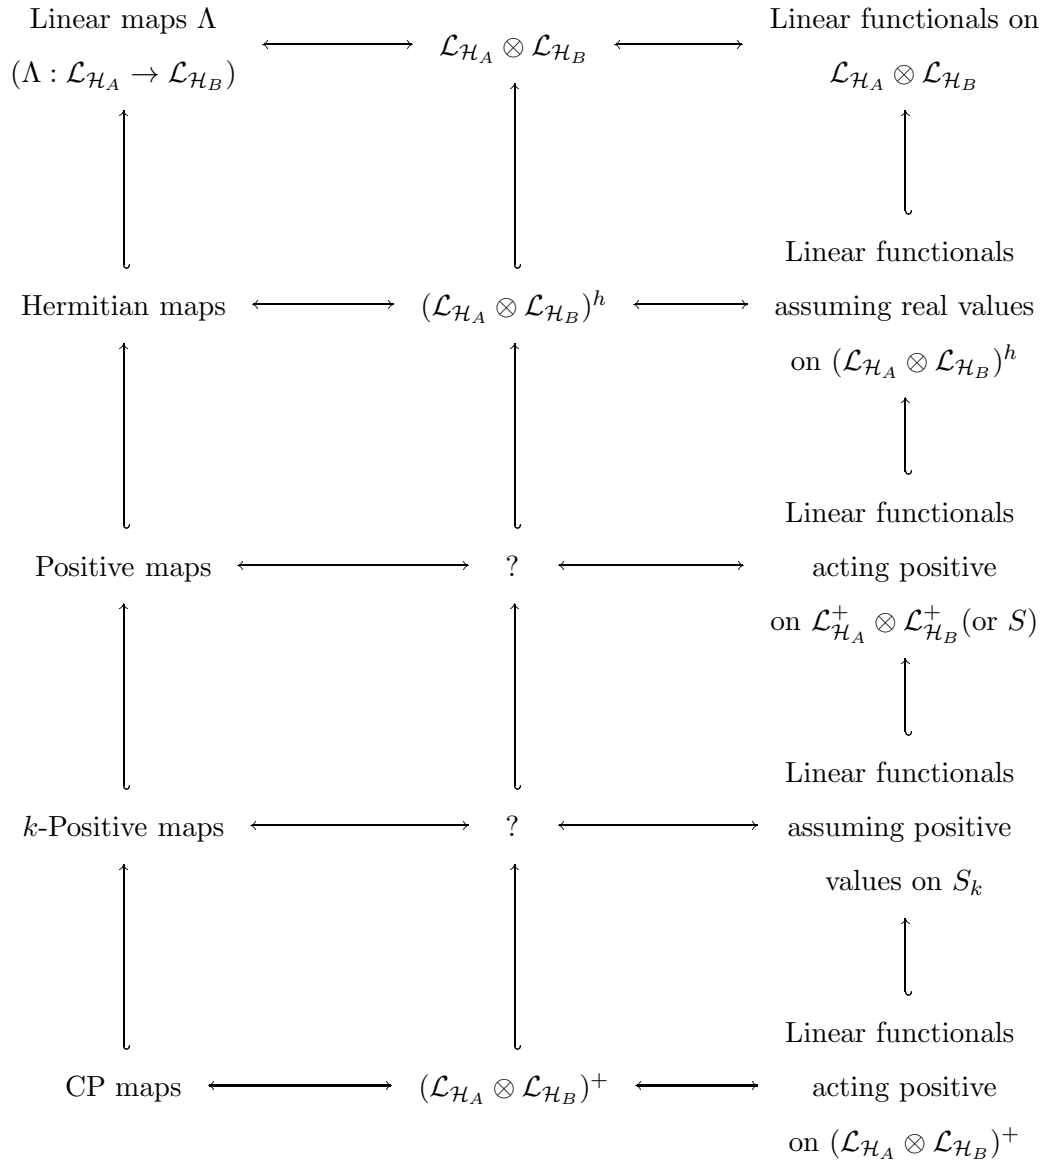 Linear maps Λ
(Λ : 𝓛_{𝓗_A} → 𝓛_{𝓗_B})
𝓛_{𝓗_A} ⊗ 𝓛_{𝓗_B}
Linear functionals on
𝓛_{𝓗_A} ⊗ 𝓛_{𝓗_B}
Hermitian maps
(𝓛_{𝓗_A} ⊗ 𝓛_{𝓗_B})^h
Linear functionals
assuming real values
on (𝓛_{𝓗_A} ⊗ 𝓛_{𝓗_B})^h
Positive maps
?
Linear functionals
acting positive
on 𝓛^+_{𝓗_A} ⊗ 𝓛^+_{𝓗_B}(or S)
k-Positive maps
?
Linear functionals
assuming positive
values on S_k
CP maps
(𝓛_{𝓗_A} ⊗ 𝓛_{𝓗_B})^+
Linear functionals
acting positive
on (𝓛_{𝓗_A} ⊗ 𝓛_{𝓗_B})^+